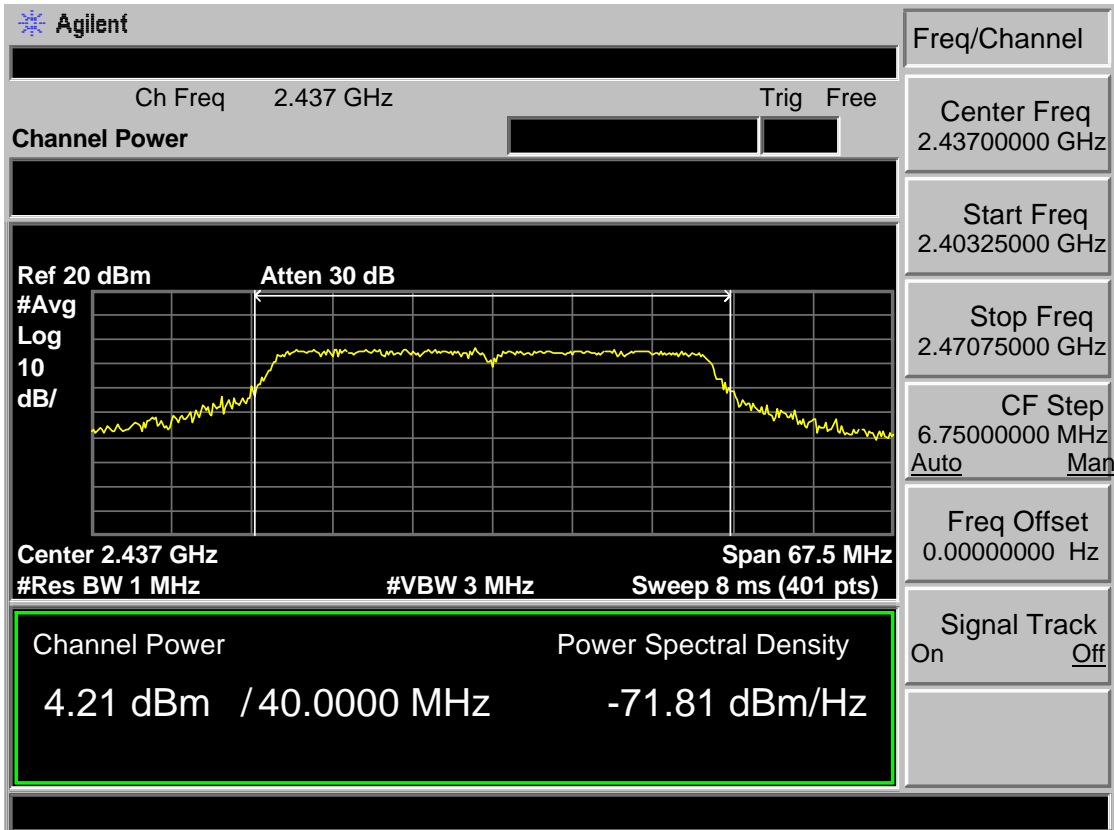 Agilent
Freq/Channel
Ch Freq 2.437 GHz Trig Free
Channel Power
Center Freq
2.43700000 GHz
Start Freq
2.40325000 GHz
Stop Freq
2.47075000 GHz
CF Step
6.75000000 MHz
Auto Man
Freq Offset
0.00000000 Hz
Signal Track
On Off
Ref 20 dBm Atten 30 dB
#Avg
Log
10
dB/
Center 2.437 GHz Span 67.5 MHz
#Res BW 1 MHz #VBW 3 MHz Sweep 8 ms (401 pts)
Channel Power Power Spectral Density
4.21 dBm / 40.0000 MHz -71.81 dBm/Hz